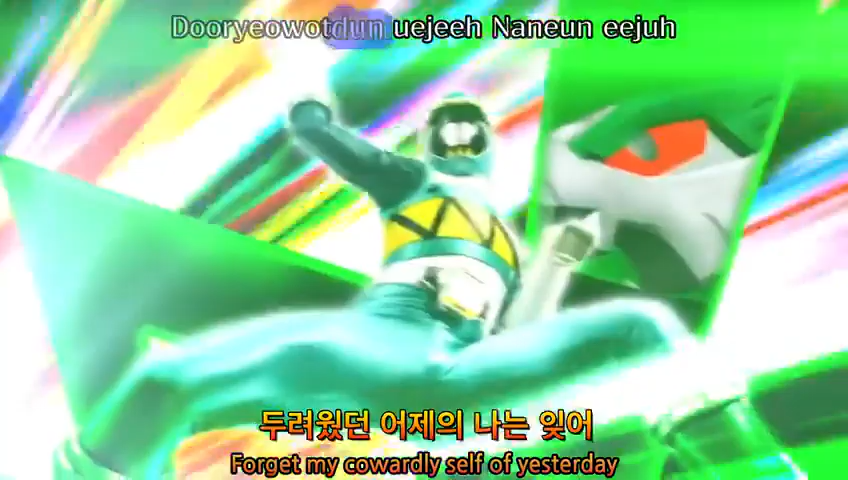 Dooryeowotdun uejeeh Naneun eejuh
두려웠던 어제의 나는 잊어
Forget my cowardly self of yesterday